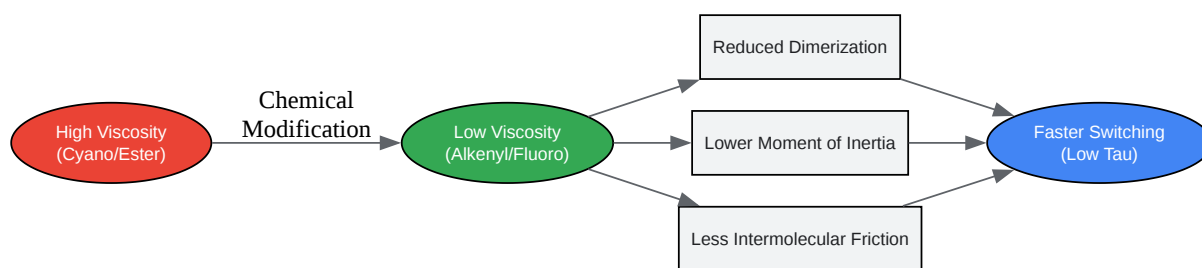 High Viscosity
(Cyano/Ester)
Chemical
Modification
Low Viscosity
(Alkenyl/Fluoro)
Reduced Dimerization
Lower Moment of Inertia
Less Intermolecular Friction
Faster Switching
(Low Tau)